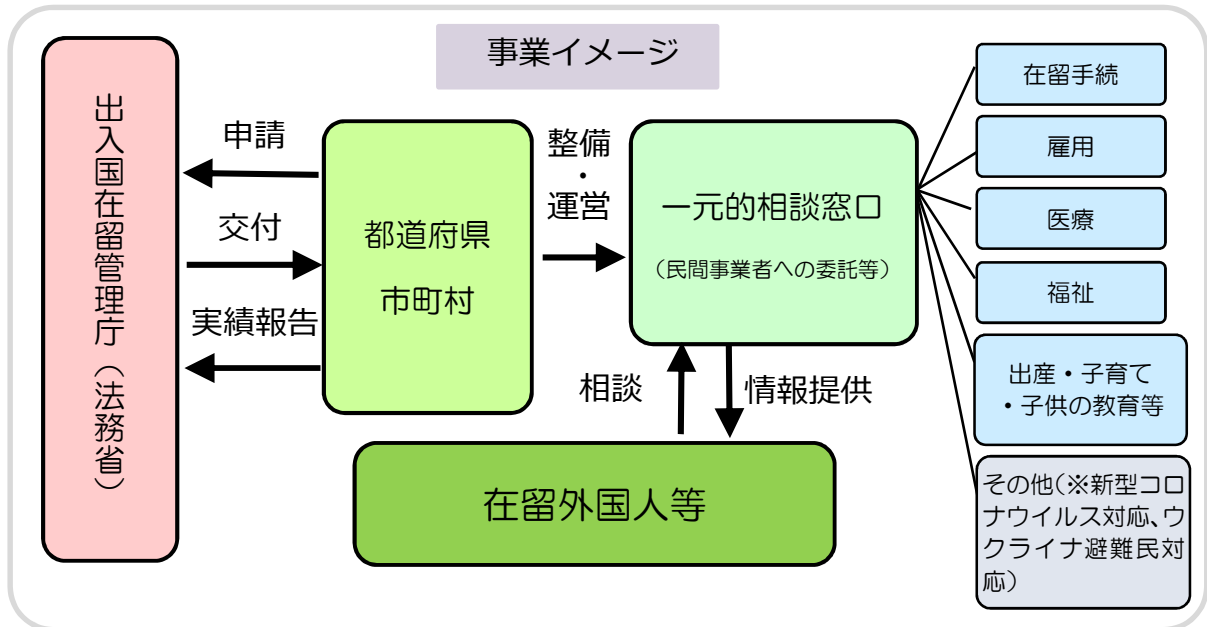 事業イメージ
出入国在留管理庁（法務省）
申請
交付
実績報告
都道府県
市町村
整備
・
運営
一元的相談窓口
（民間事業者への委託等）
相談
情報提供
在留外国人等
在留手続
雇用
医療
福祉
出産・子育て
・子供の教育等
その他（※新型コロ
ナウイルス対応、ウ
クライナ避難民対
応）